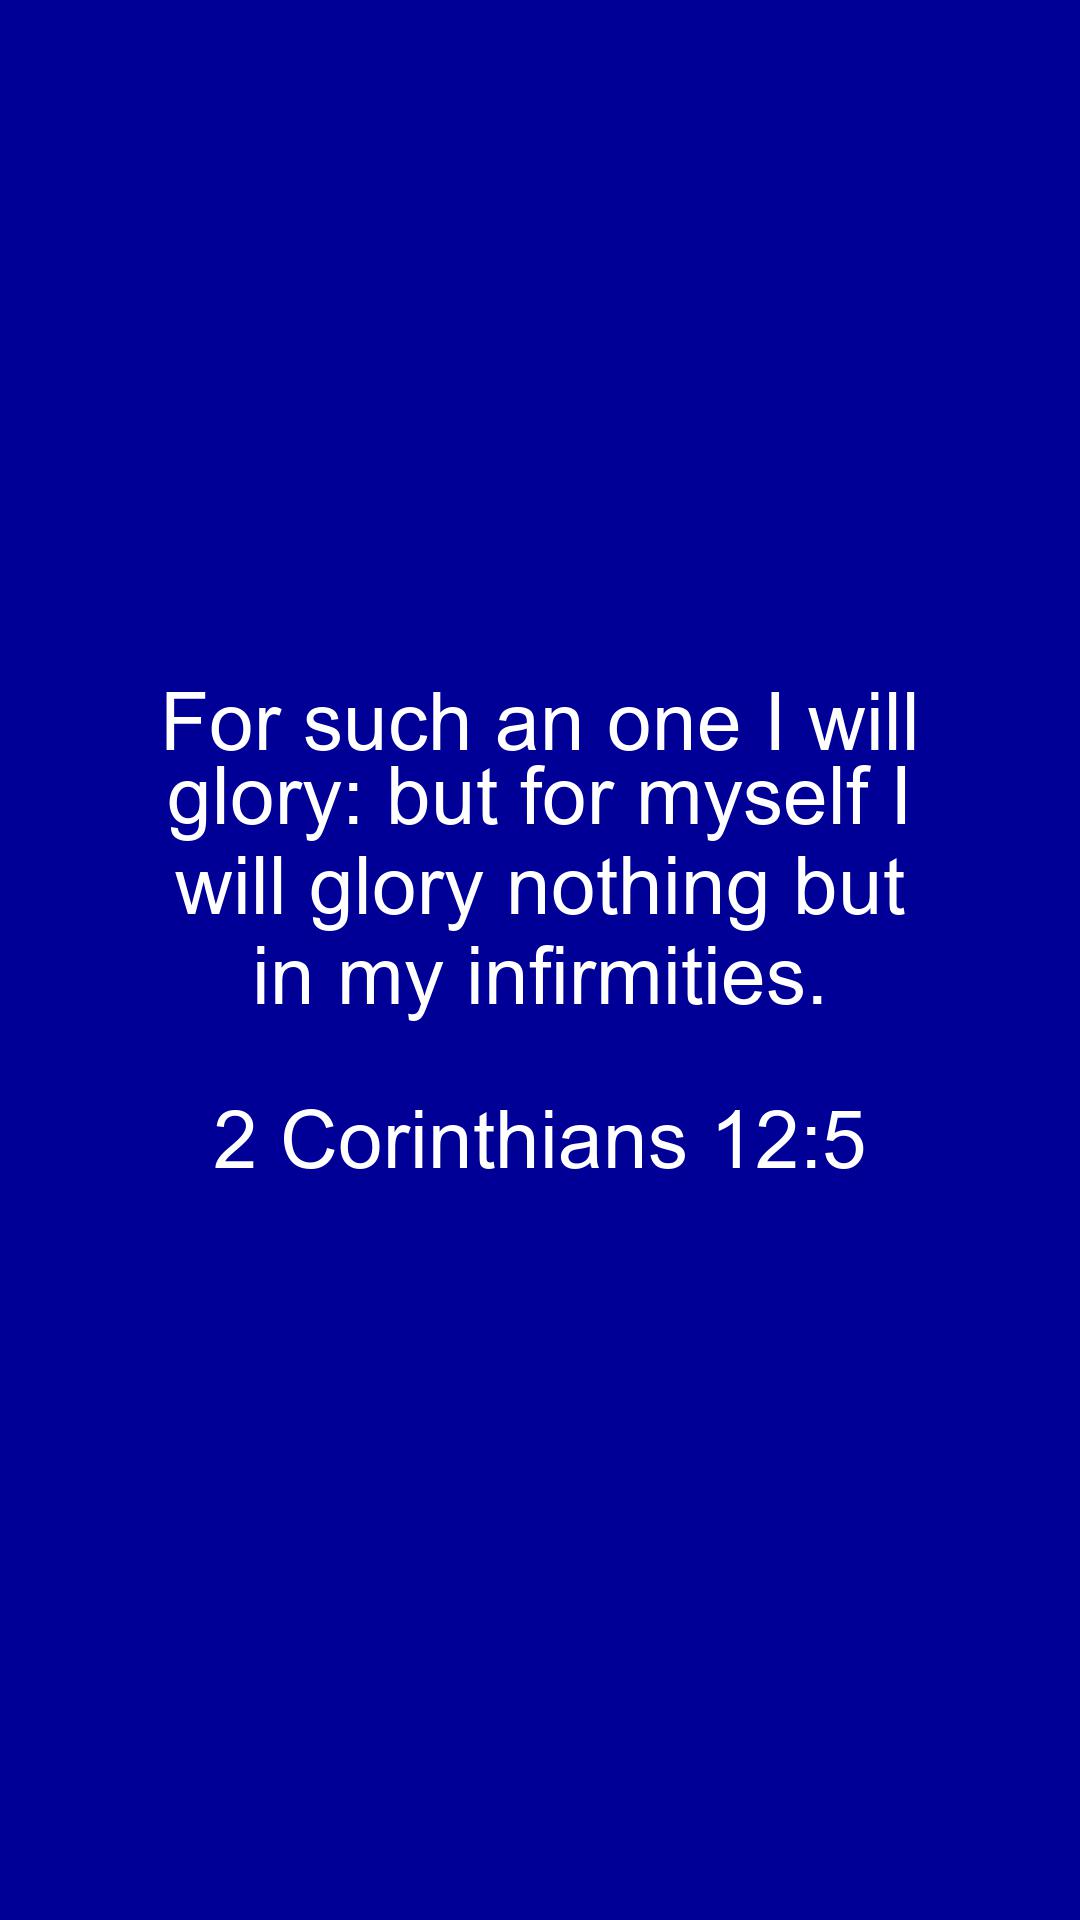 For such an one I will
glory: but for myself I
will glory nothing but
in my infirmities.
2 Corinthians 12:5